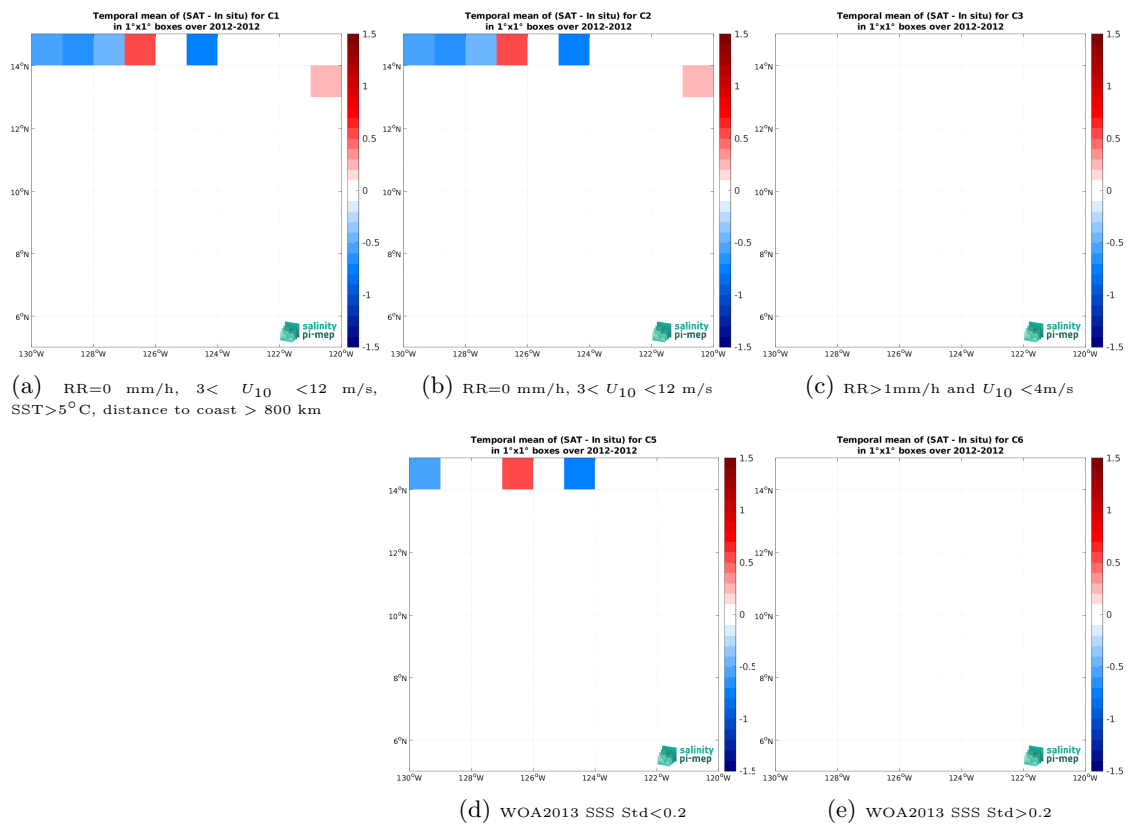 Temporal mean of (SAT - In situ) for C1
in 1°x1° boxes over 2012-2012
14°N
12°N
10°N
8°N
6°N
130°W
128°W
126°W
124°W
122°W
120°W
1.5
1
0.5
0
-0.5
-1
-1.5
salinity
pi-mep
(a) RR=0 mm/h, 3< U10 <12 m/s,
SST>5°C, distance to coast > 800 km
Temporal mean of (SAT - In situ) for C2
in 1°x1° boxes over 2012-2012
14°N
12°N
10°N
8°N
6°N
130°W
128°W
126°W
124°W
122°W
120°W
1.5
1
0.5
0
-0.5
-1
-1.5
salinity
pi-mep
(b) RR=0 mm/h, 3< U10 <12 m/s
Temporal mean of (SAT - In situ) for C3
in 1°x1° boxes over 2012-2012
14°N
12°N
10°N
8°N
6°N
130°W
128°W
126°W
124°W
122°W
120°W
1.5
1
0.5
0
-0.5
-1
-1.5
salinity
pi-mep
(c) RR>1mm/h and U10 <4m/s
Temporal mean of (SAT - In situ) for C5
in 1°x1° boxes over 2012-2012
14°N
12°N
10°N
8°N
6°N
130°W
128°W
126°W
124°W
122°W
120°W
1.5
1
0.5
0
-0.5
-1
-1.5
salinity
pi-mep
(d) WOA2013 SSS Std<0.2
Temporal mean of (SAT - In situ) for C6
in 1°x1° boxes over 2012-2012
14°N
12°N
10°N
8°N
6°N
130°W
128°W
126°W
124°W
122°W
120°W
1.5
1
0.5
0
-0.5
-1
-1.5
salinity
pi-mep
(e) WOA2013 SSS Std>0.2